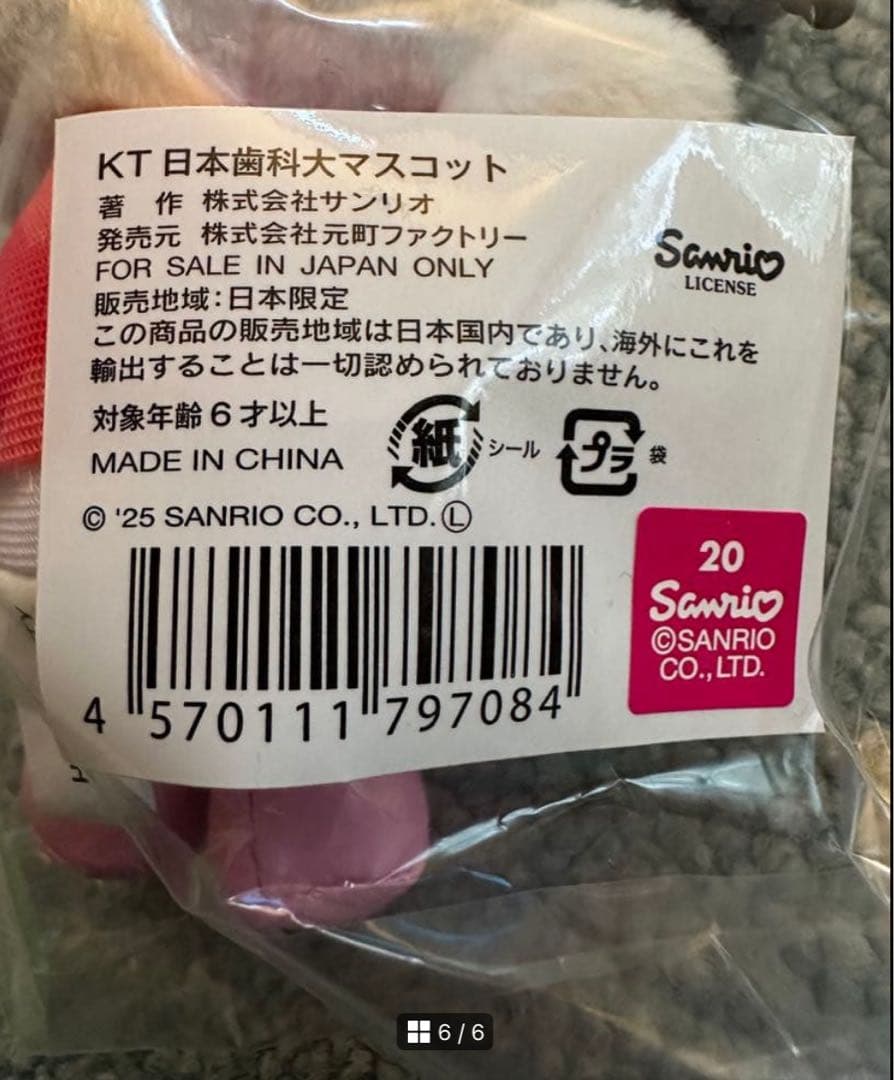 KT 日本歯科大マスコット
著　作 株式会社サンリオ
発売元 株式会社元町ファクトリー
FOR SALE IN JAPAN ONLY
販売地域：日本限定
この商品の販売地域は日本国内であり、海外にこれを
輸出することは一切認められておりません。
Sanrio
LICENSE
対象年齢 6 才以上
MADE IN CHINA
紙 シール
プラ 袋
© '25 SANRIO CO., LTD. Ⓛ
4 570111 797084
20
Sanrio
©SANRIO
CO.,LTD.
6 / 6